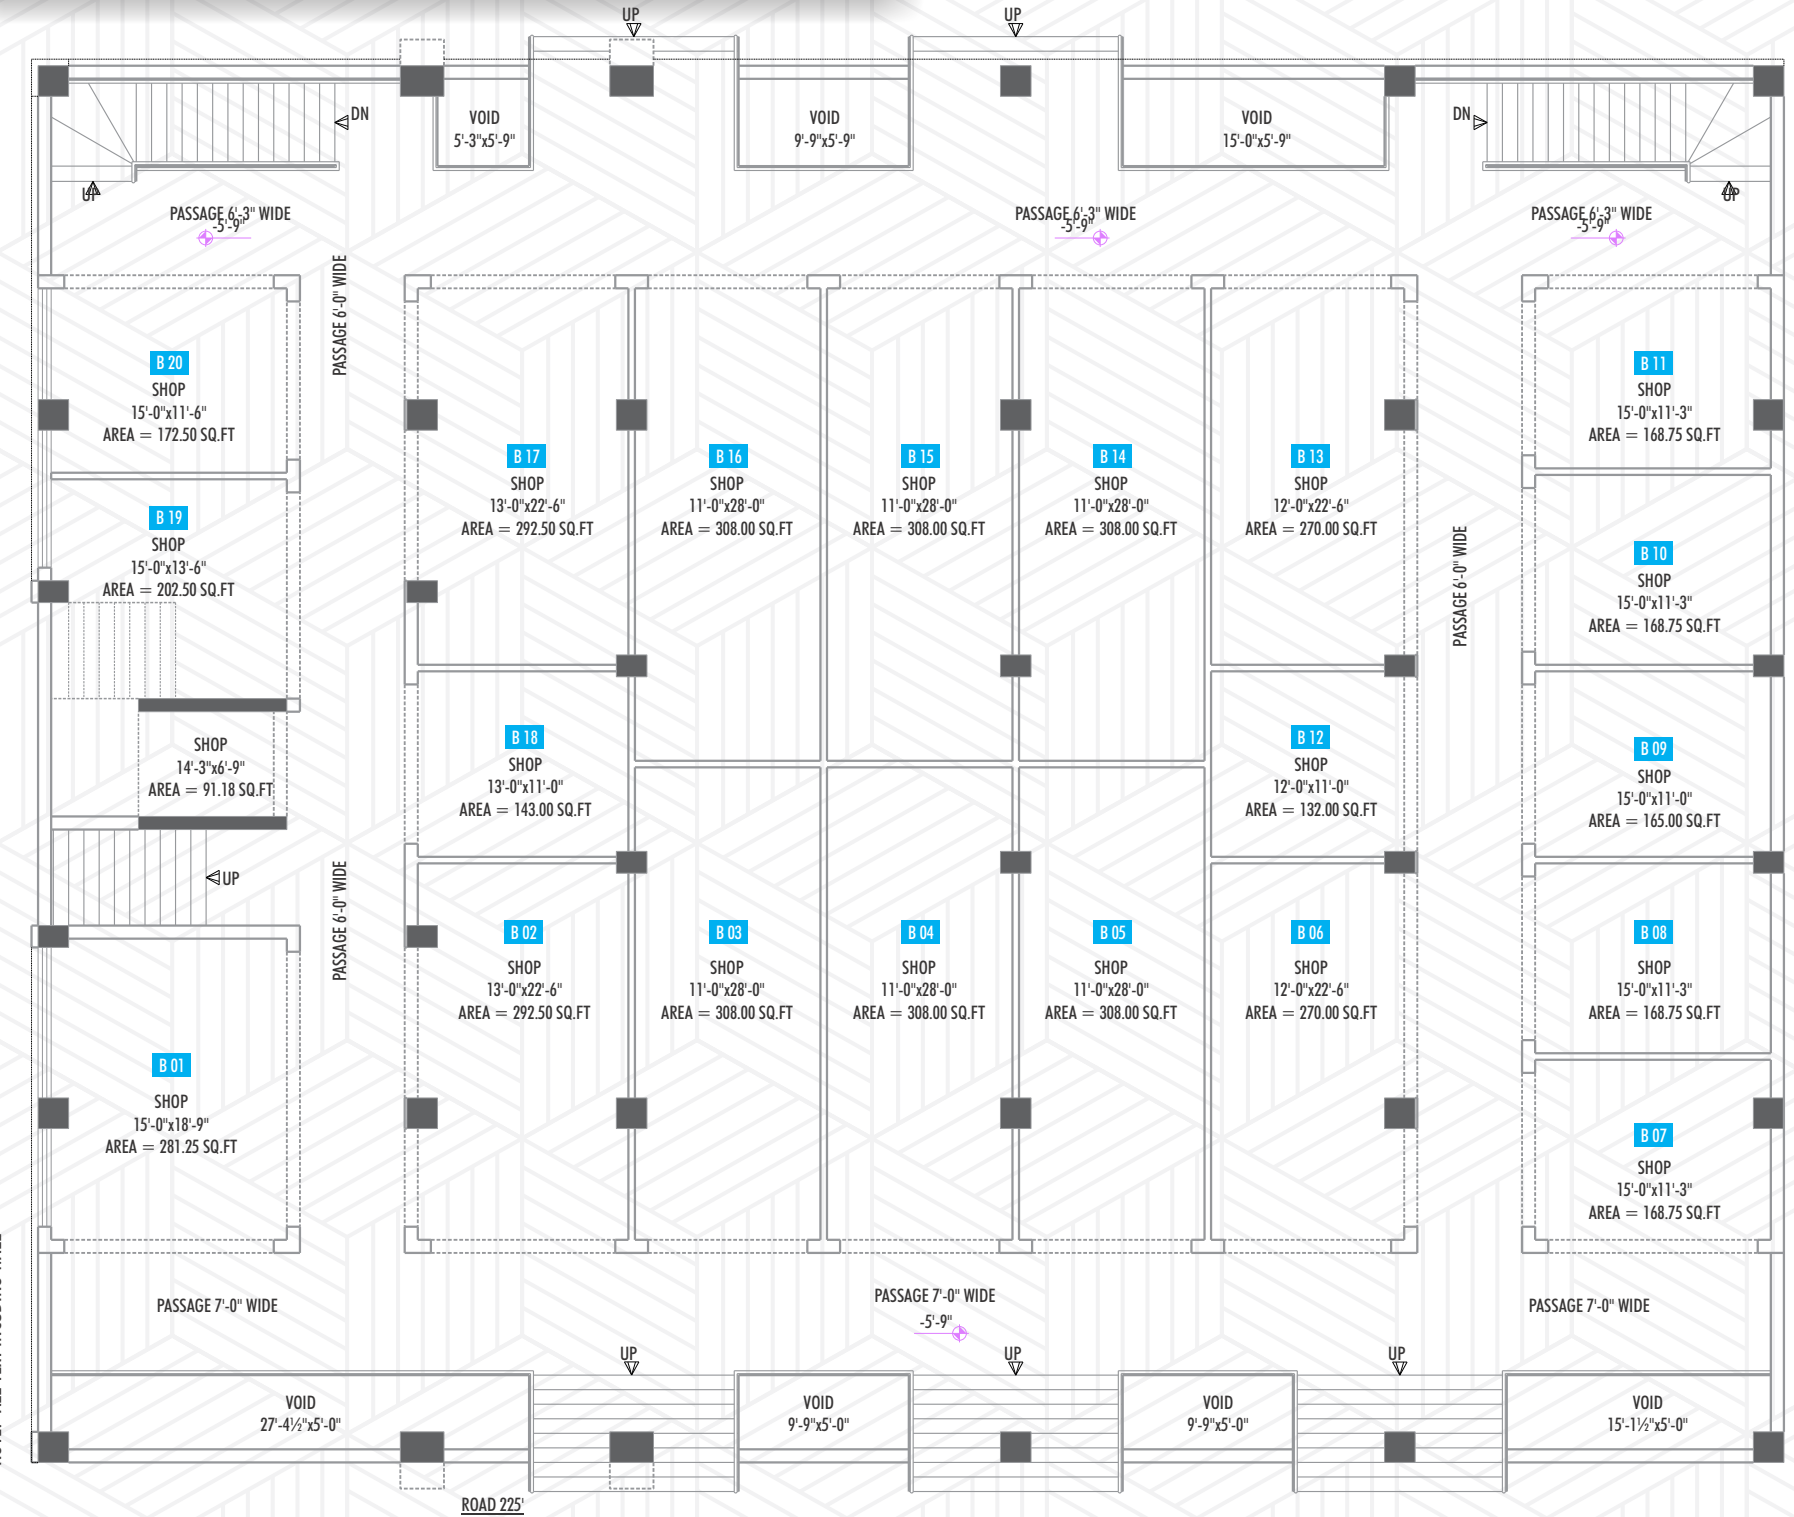 UP
UP
DN
VOID
5'-3"x5'-9"
VOID
9'-9"x5'-9"
VOID
15'-0"x5'-9"
DN
UP
UP
PASSAGE 6'-3" WIDE
-5'-9"
PASSAGE 6'-3" WIDE
-5'-9"
PASSAGE 6'-3" WIDE
-5'-9"
PASSAGE 6'-0" WIDE
B 20
SHOP
15'-0"x11'-6"
AREA = 172.50 SQ.FT
B 11
SHOP
15'-0"x11'-3"
AREA = 168.75 SQ.FT
B 17
SHOP
13'-0"x22'-6"
AREA = 292.50 SQ.FT
B 16
SHOP
11'-0"x28'-0"
AREA = 308.00 SQ.FT
B 15
SHOP
11'-0"x28'-0"
AREA = 308.00 SQ.FT
B 14
SHOP
11'-0"x28'-0"
AREA = 308.00 SQ.FT
B 13
SHOP
12'-0"x22'-6"
AREA = 270.00 SQ.FT
B 19
SHOP
15'-0"x13'-6"
AREA = 202.50 SQ.FT
PASSAGE 6'-0" WIDE
B 10
SHOP
15'-0"x11'-3"
AREA = 168.75 SQ.FT
SHOP
14'-3"x6'-9"
AREA = 91.18 SQ.FT
B 18
SHOP
13'-0"x11'-0"
AREA = 143.00 SQ.FT
B 12
SHOP
12'-0"x11'-0"
AREA = 132.00 SQ.FT
B 09
SHOP
15'-0"x11'-0"
AREA = 165.00 SQ.FT
UP
PASSAGE 6'-0" WIDE
B 02
SHOP
13'-0"x22'-6"
AREA = 292.50 SQ.FT
B 03
SHOP
11'-0"x28'-0"
AREA = 308.00 SQ.FT
B 04
SHOP
11'-0"x28'-0"
AREA = 308.00 SQ.FT
B 05
SHOP
11'-0"x28'-0"
AREA = 308.00 SQ.FT
B 06
SHOP
12'-0"x22'-6"
AREA = 270.00 SQ.FT
B 08
SHOP
15'-0"x11'-3"
AREA = 168.75 SQ.FT
B 01
SHOP
15'-0"x18'-9"
AREA = 281.25 SQ.FT
B 07
SHOP
15'-0"x11'-3"
AREA = 168.75 SQ.FT
PASSAGE 7'-0" WIDE
PASSAGE 7'-0" WIDE
-5'-9"
PASSAGE 7'-0" WIDE
UP
UP
UP
VOID
27'-4½"x5'-0"
VOID
9'-9"x5'-0"
VOID
9'-9"x5'-0"
VOID
15'-1½"x5'-0"
ROAD 225'